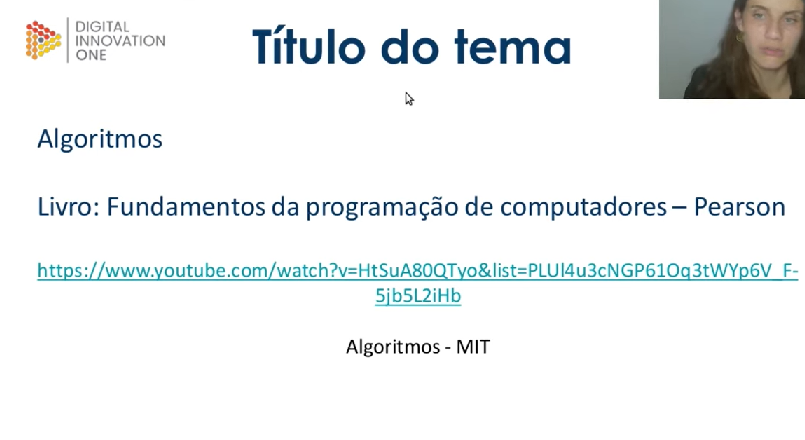 DIGITAL
INNOVATION
ONE
Título do tema
Algoritmos
Livro: Fundamentos da programação de computadores – Pearson
https://www.youtube.com/watch?v=HtSuA80QTyo&list=PLUl4u3cNGP61Oq3tWYp6V_F-
5jb5L2iHb
Algoritmos - MIT